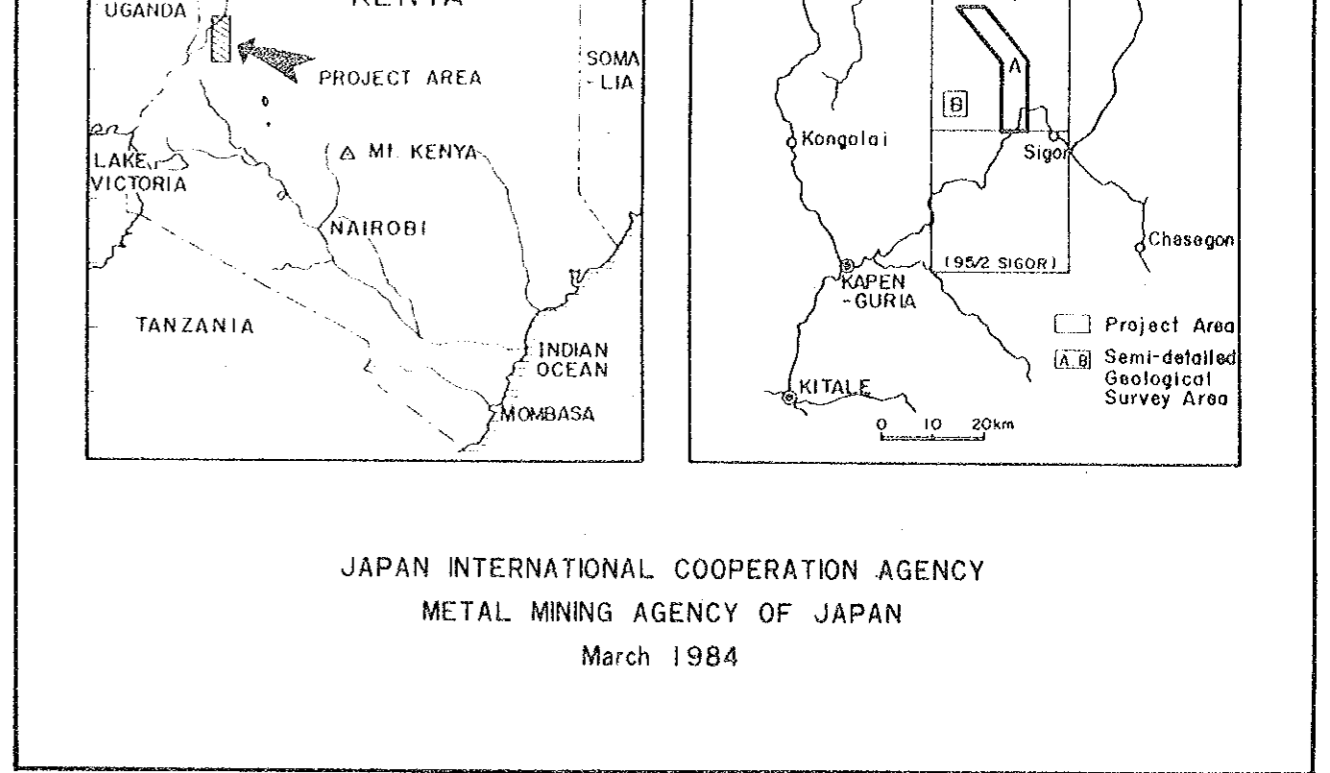 UGANDA
KENYA
PROJECT AREA
SOMA
-LIA
LAKE
VICTORIA
Mt. KENYA
NAIROBI
TANZANIA
INDIAN
OCEAN
MOMBASA
A
B
Kongolai
Sigor
Chasagon
(95/2 SIGOR)
KAPEN
-GURIA
KITALE
Project Area
A B Semi-detailed
Geological
Survey Area
0 10 20km
JAPAN INTERNATIONAL COOPERATION AGENCY
METAL MINING AGENCY OF JAPAN
March 1984